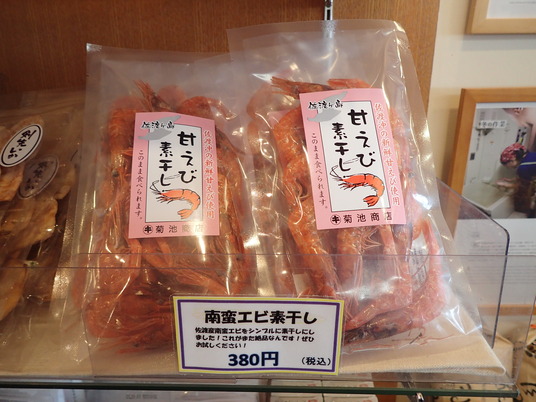 佐渡ヶ島
甘えび
素干し
佐渡沖の新鮮甘えび使用
このまま食べられます。
菊池商店
佐渡ヶ島
甘えび
素干し
佐渡沖の新鮮甘えび使用
このまま食べられます。
菊池商店
南蛮エビ素干し
佐渡産南蛮エビをシンプルに素干しにし
ました!これがまた絶品なんです!ぜひ
お試しください!
380円 (税込)